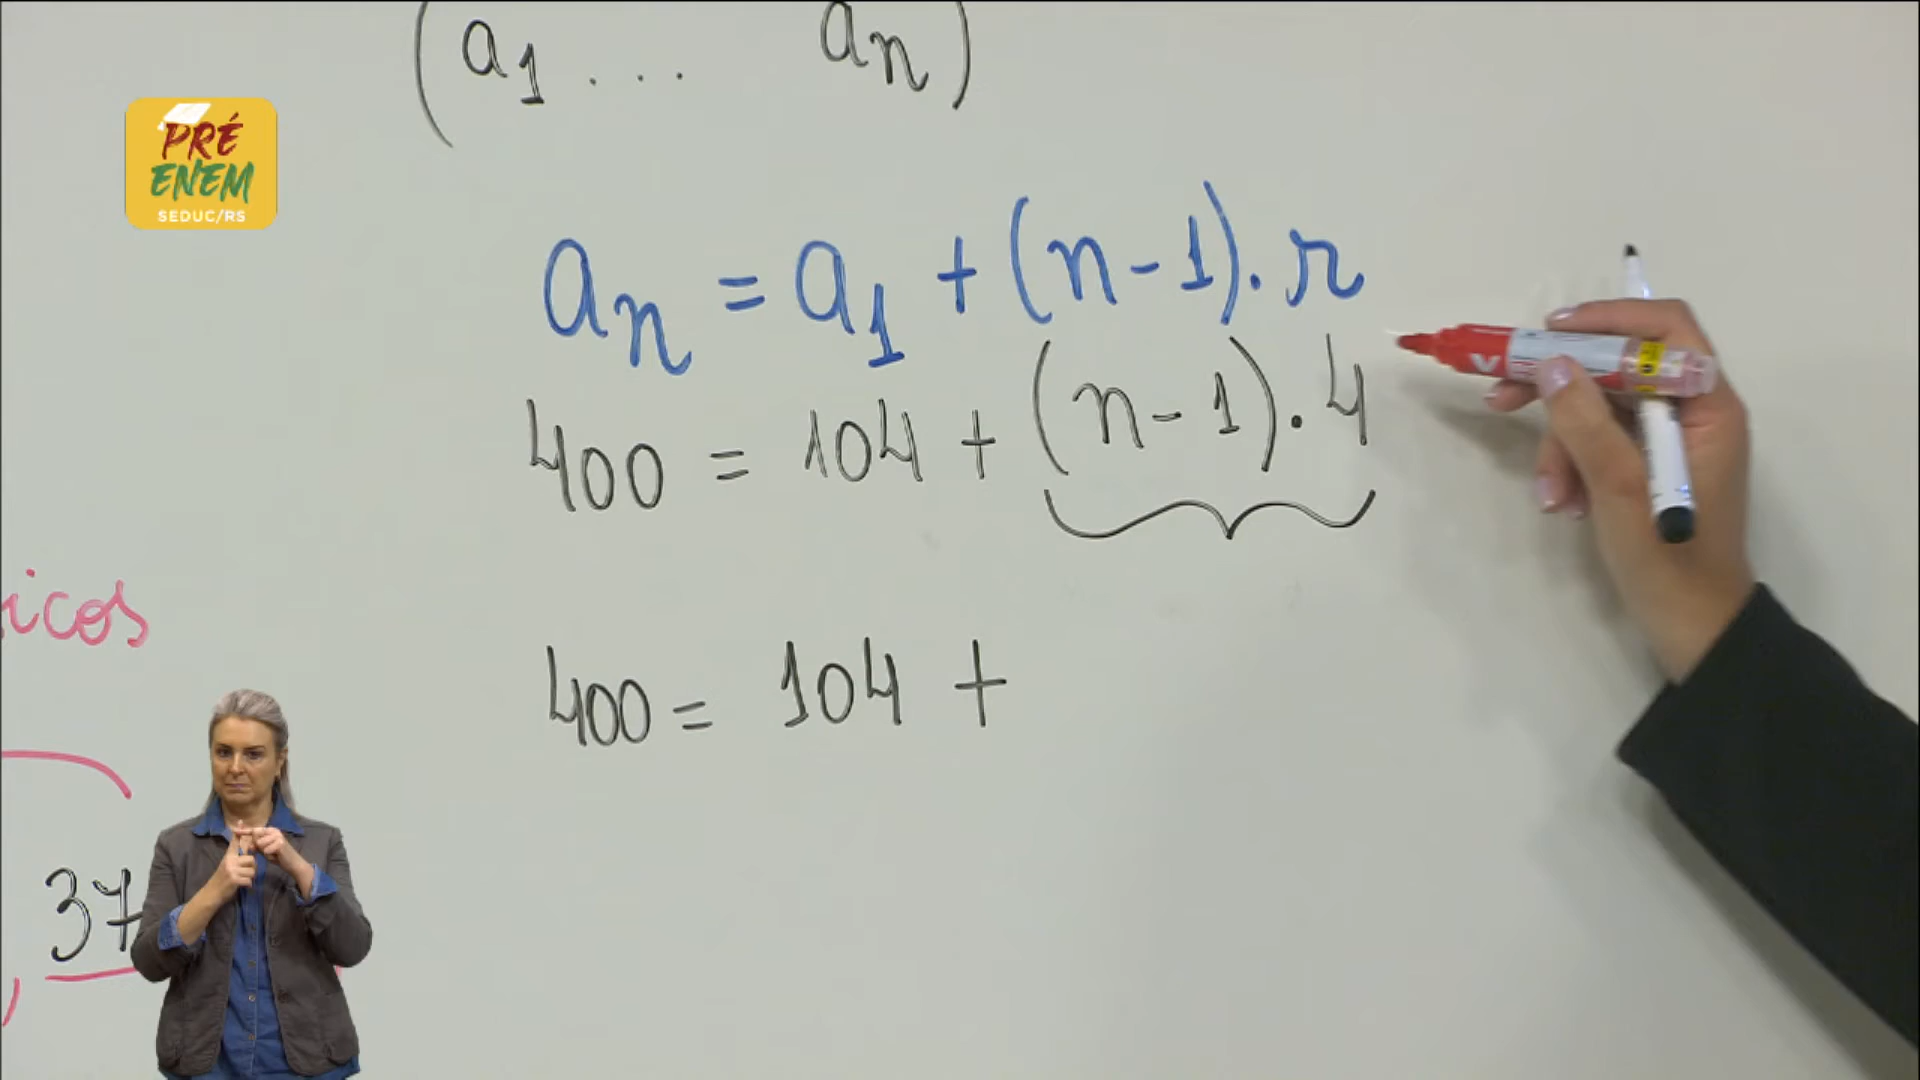 (a₁ ... aₙ)
PRÉ
ENEM
SEDUC/RS
aₙ = a₁ + (n-1).r
400 = 104 + (n-1).4
icos
400 = 104 +
37
,